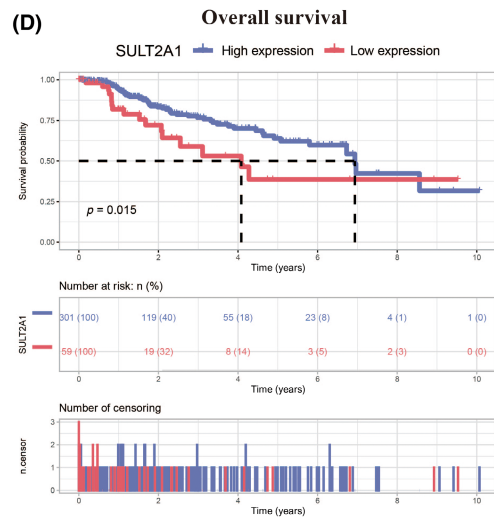 (D)
Overall survival
SULT2A1 High expression Low expression
Survival probability
1.00
0.75
0.50
0.25
0.00
p = 0.015
0 2 4 6 8 10
Time (years)
Number at risk: n (%)
SULT2A1
301 (100) 119 (40) 55 (18) 23 (8) 4 (1) 1 (0)
59 (100) 19 (32) 8 (14) 3 (5) 2 (3) 0 (0)
0 2 4 6 8 10
Time (years)
Number of censoring
n.censor
3
2
1
0
0 2 4 6 8 10
Time (years)